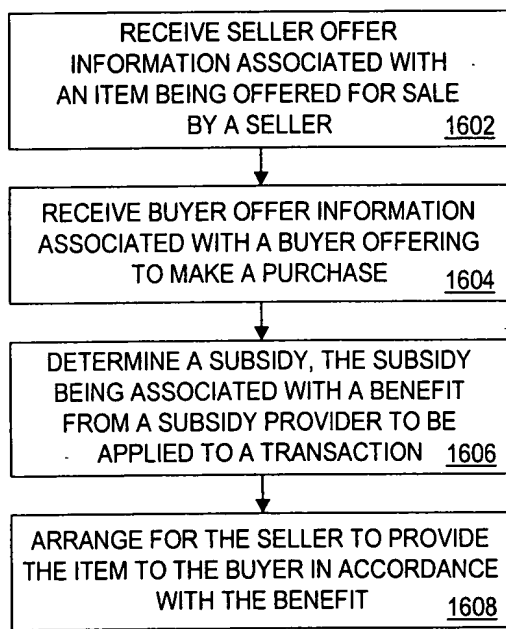 RECEIVE SELLER OFFER
INFORMATION ASSOCIATED WITH
AN ITEM BEING OFFERED FOR SALE
BY A SELLER 1602
RECEIVE BUYER OFFER INFORMATION
ASSOCIATED WITH A BUYER OFFERING
TO MAKE A PURCHASE 1604
DETERMINE A SUBSIDY, THE SUBSIDY
BEING ASSOCIATED WITH A BENEFIT
FROM A SUBSIDY PROVIDER TO BE
APPLIED TO A TRANSACTION 1606
ARRANGE FOR THE SELLER TO PROVIDE
THE ITEM TO THE BUYER IN ACCORDANCE
WITH THE BENEFIT 1608